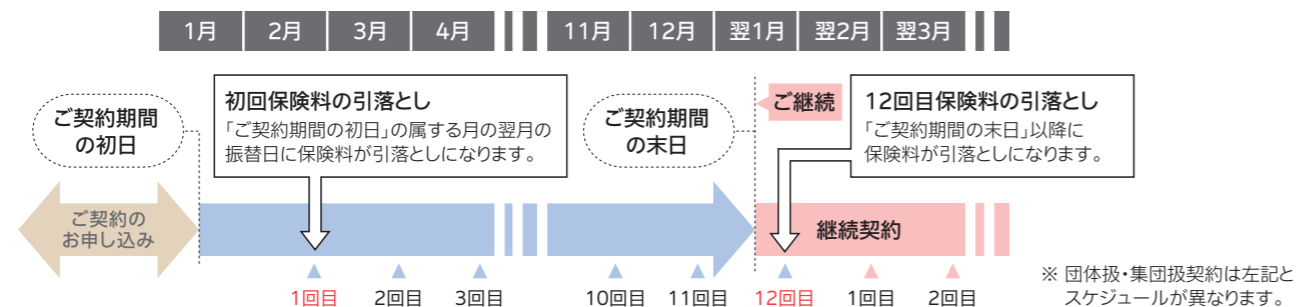 1月 2月 3月 4月 11月 12月 翌1月 翌2月 翌3月
ご契約期間
の初日
初回保険料の引落とし
「ご契約期間の初日」の属する月の翌月の
振替日に保険料が引落としになります。
ご契約期間
の末日
ご継続
12回目保険料の引落とし
「ご契約期間の末日」以降に
保険料が引落としになります。
ご契約の
お申し込み
継続契約
1回目 2回目 3回目 10回目 11回目 12回目 1回目 2回目
※ 団体扱・集団扱契約は左記と
スケジュールが異なります。